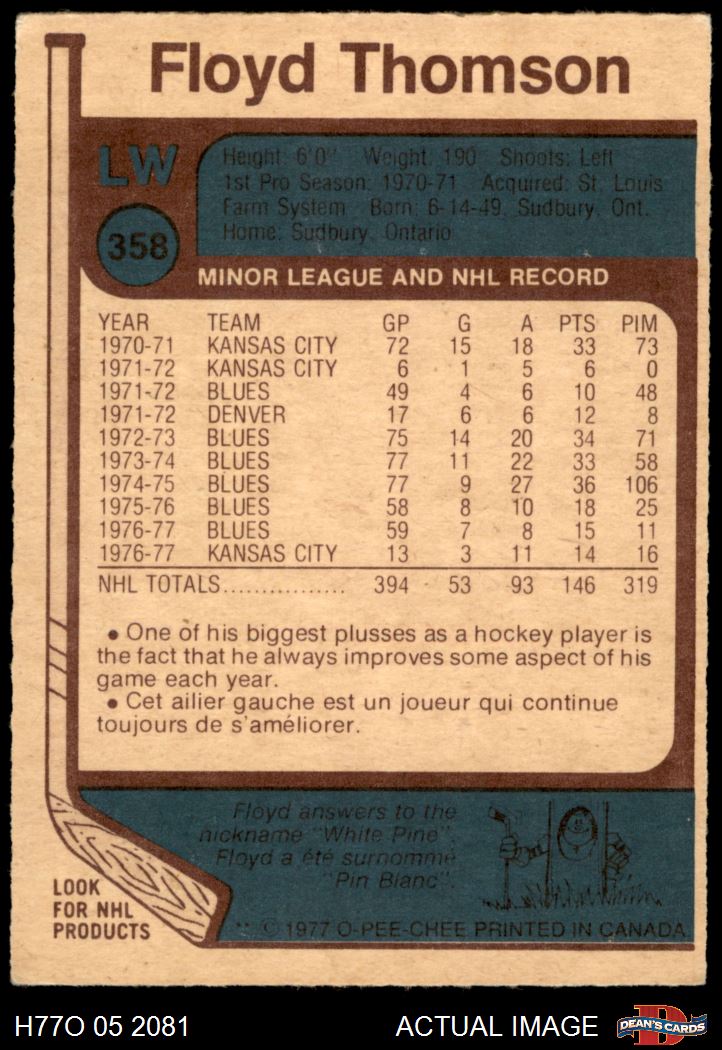 Floyd Thomson
LW
358
Height: 6'0" Weight: 190 Shoots: Left
1st Pro Season: 1970-71 Acquired: St. Louis
Farm System Born: 6-14-49, Sudbury, Ont.
Home: Sudbury, Ontario
MINOR LEAGUE AND NHL RECORD
YEAR TEAM GP G A PTS PIM
1970-71 KANSAS CITY 72 15 18 33 73
1971-72 KANSAS CITY 6 1 5 6 0
1971-72 BLUES 49 4 6 10 48
1971-72 DENVER 17 6 6 12 8
1972-73 BLUES 75 14 20 34 71
1973-74 BLUES 77 11 22 33 58
1974-75 BLUES 77 9 27 36 106
1975-76 BLUES 58 8 10 18 25
1976-77 BLUES 59 7 8 15 11
1976-77 KANSAS CITY 13 3 11 14 16
NHL TOTALS................ 394 53 93 146 319
• One of his biggest plusses as a hockey player is
the fact that he always improves some aspect of his
game each year.
• Cet ailier gauche est un joueur qui continue
toujours de s'améliorer.
Floyd answers to the
nickname "White Pine".
Floyd a été surnommé
"Pin Blanc".
LOOK
FOR NHL
PRODUCTS
** © 1977 O-PEE-CHEE PRINTED IN CANADA
H77O 05 2081
ACTUAL IMAGE
D
DEAN'S CARDS